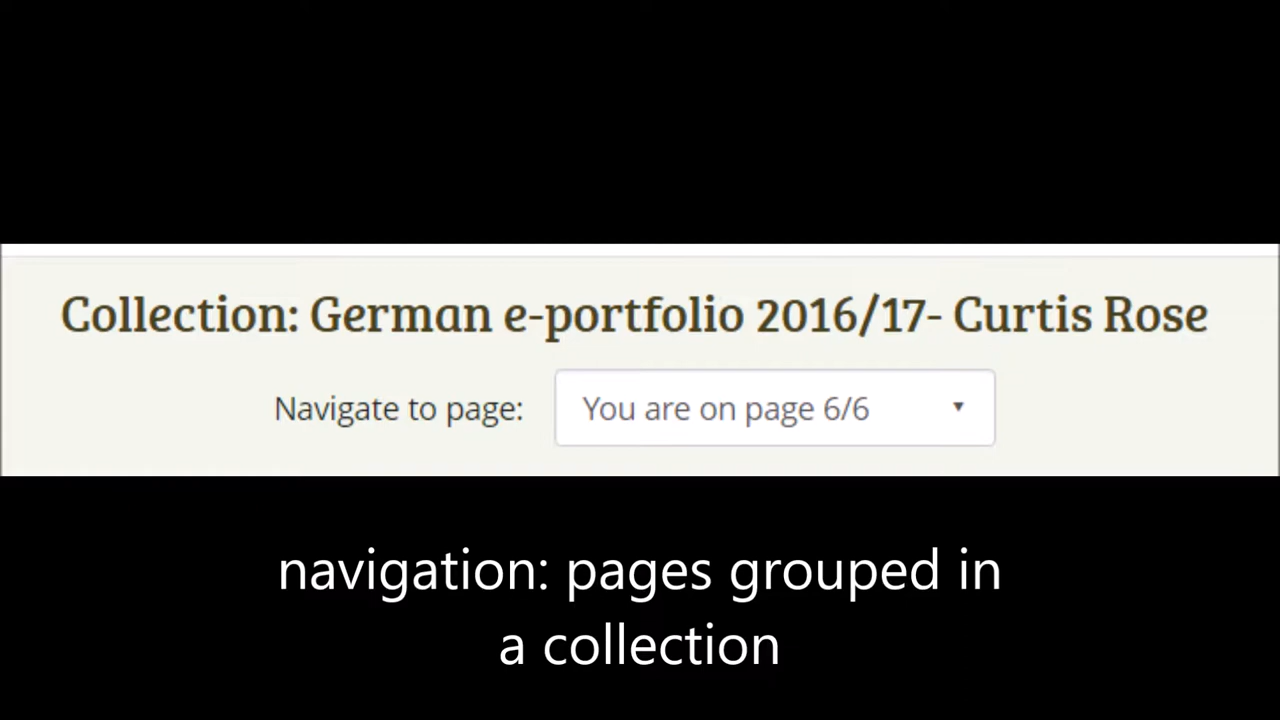 Collection: German e-portfolio 2016/17- Curtis Rose
Navigate to page: You are on page 6/6
navigation: pages grouped in
a collection